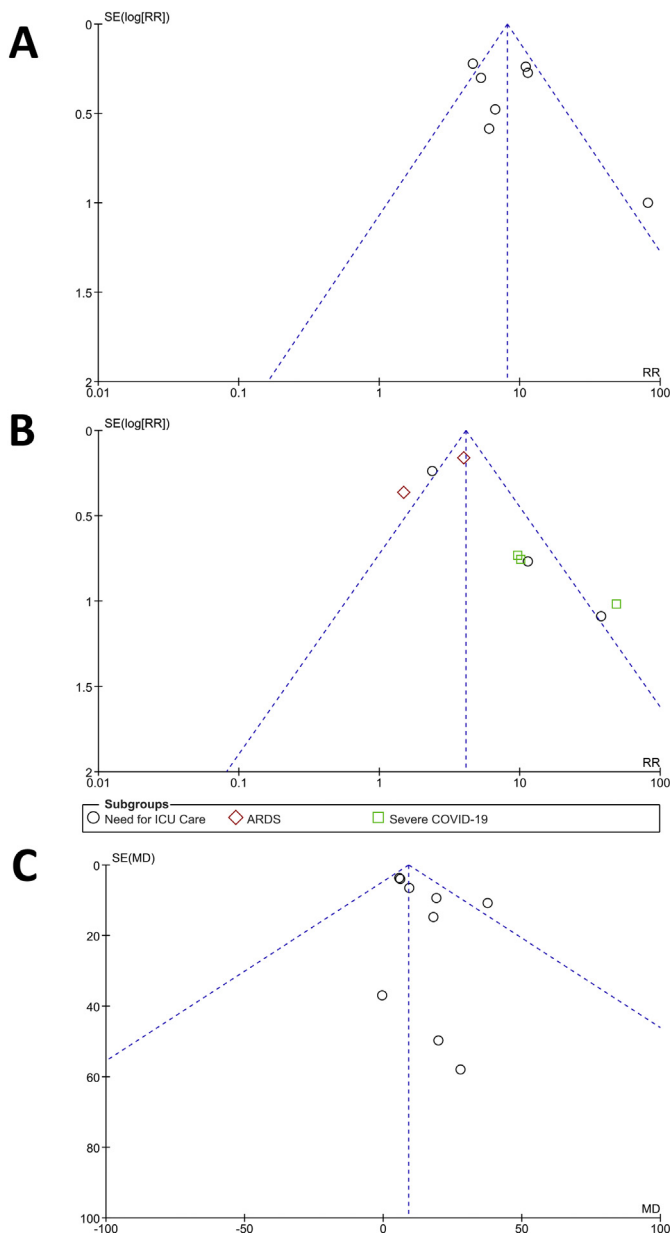 A
SE(log[RR])
0
0.5
1
1.5
2
0.01 0.1 1 10 100
RR
B
SE(log[RR])
0
0.5
1
1.5
2
0.01 0.1 1 10 100
RR
Subgroups
Need for ICU Care ARDS Severe COVID-19
C
SE(MD)
0
20
40
60
80
100
-100 -50 0 50 100
MD